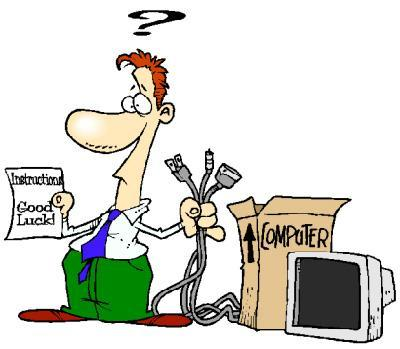 ?
Instructions
Good
Luck!
COMPUTER